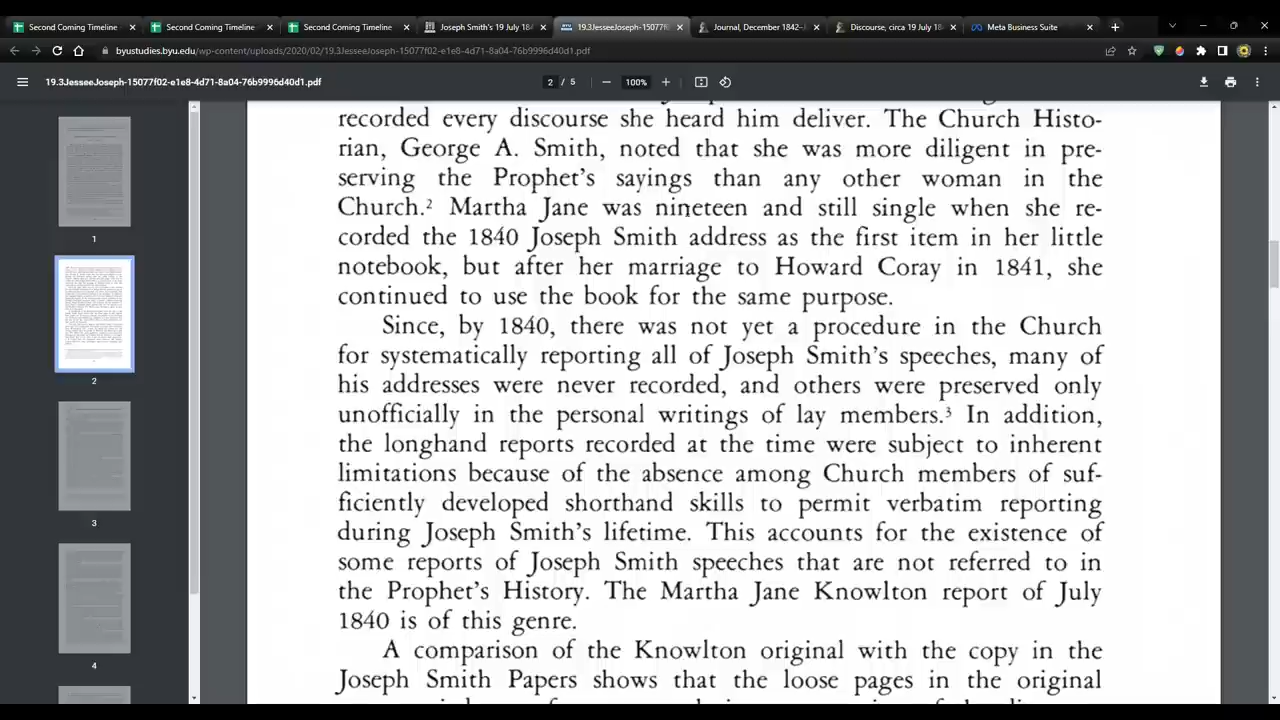 Second Coming Timeline
Second Coming Timeline
Second Coming Timeline
Joseph Smith's 19 July 184
19.3JesseeJoseph-15077f0
Journal, December 1842–
Discourse, circa 19 July 18
Meta Business Suite
byustudies.byu.edu/wp-content/uploads/2020/02/19.3JesseeJoseph-15077f02-e1e8-4d71-8a04-76b9996d40d1.pdf
19.3JesseeJoseph-15077f02-e1e8-4d71-8a04-76b9996d40d1.pdf
2 / 5
100%
recorded every discourse she heard him deliver. The Church Histo-
rian, George A. Smith, noted that she was more diligent in pre-
serving the Prophet's sayings than any other woman in the
Church.² Martha Jane was nineteen and still single when she re-
corded the 1840 Joseph Smith address as the first item in her little
notebook, but after her marriage to Howard Coray in 1841, she
continued to use the book for the same purpose.
Since, by 1840, there was not yet a procedure in the Church
for systematically reporting all of Joseph Smith's speeches, many of
his addresses were never recorded, and others were preserved only
unofficially in the personal writings of lay members.³ In addition,
the longhand reports recorded at the time were subject to inherent
limitations because of the absence among Church members of suf-
ficiently developed shorthand skills to permit verbatim reporting
during Joseph Smith's lifetime. This accounts for the existence of
some reports of Joseph Smith speeches that are not referred to in
the Prophet's History. The Martha Jane Knowlton report of July
1840 is of this genre.
A comparison of the Knowlton original with the copy in the
Joseph Smith Papers shows that the loose pages in the original
1
2
3
4